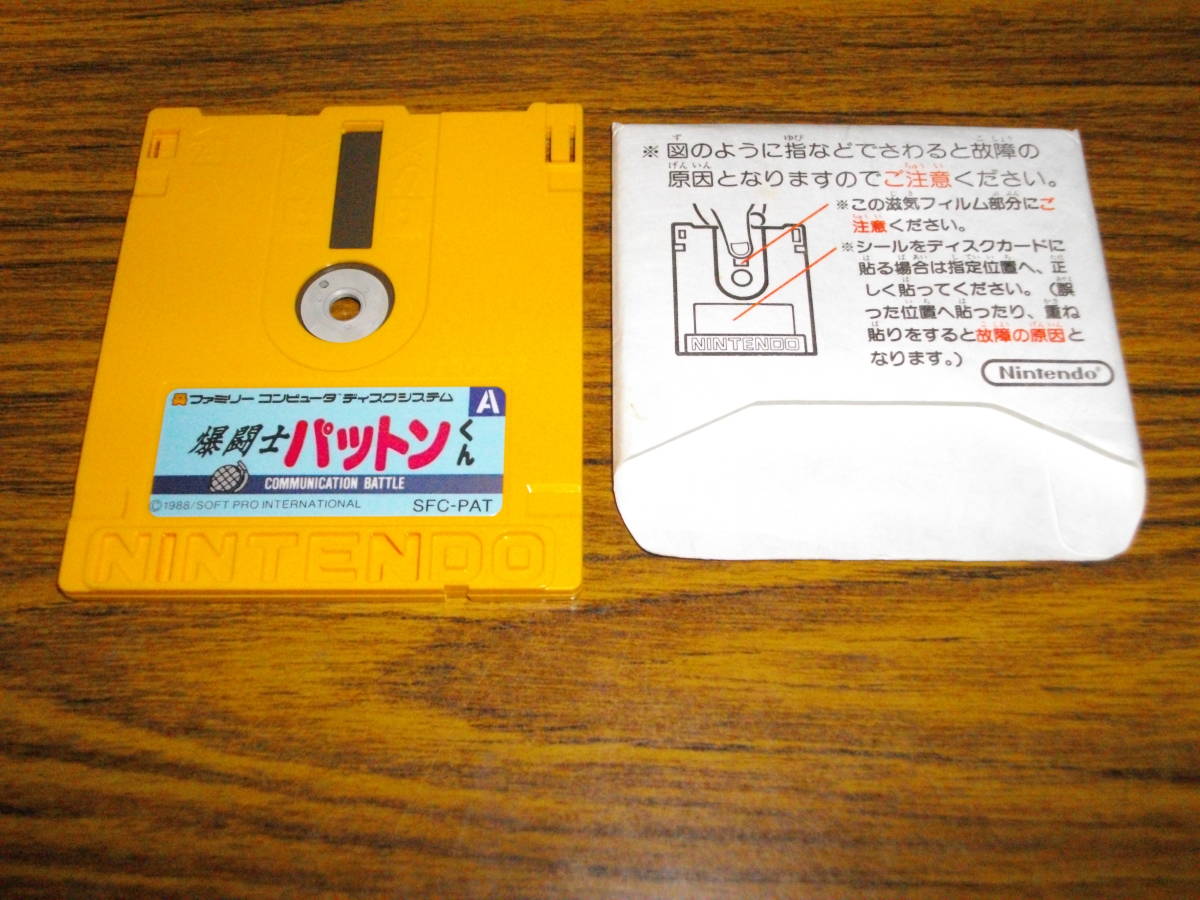 ファミリー コンピュータ ディスクシステム
A
爆闘士 パットンくん
COMMUNICATION BATTLE
©1988/SOFT PRO INTERNATIONAL
SFC-PAT
NINTENDO
※図のように指などでさわると故障の
原因となりますのでご注意ください。
※この滋気フィルム部分にご
注意ください。
※シールをディスクカードに
貼る場合は指定位置へ、正
しく貼ってください。(誤
った位置へ貼ったり、重ね
貼りをすると故障の原因と
なります。)
NINTENDO
Nintendo®